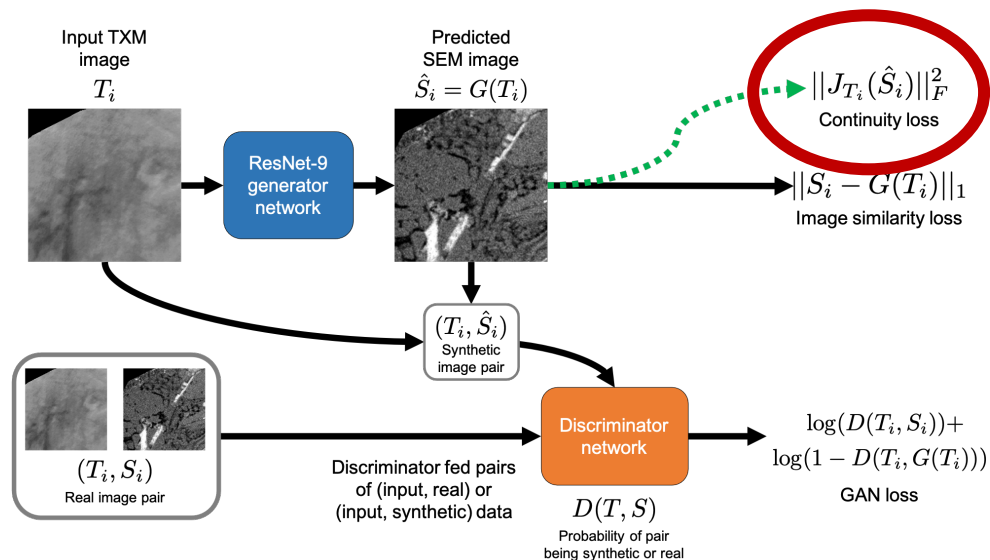 Input TXM
image
T_i
ResNet-9
generator
network
Predicted
SEM image
Ŝ_i = G(T_i)
||J_{T_i}(Ŝ_i)||²_F
Continuity loss
||S_i − G(T_i)||₁
Image similarity loss
(T_i, Ŝ_i)
Synthetic
image pair
(T_i, S_i)
Real image pair
Discriminator fed pairs
of (input, real) or
(input, synthetic) data
Discriminator
network
D(T, S)
Probability of pair
being synthetic or real
log(D(T_i, S_i))+
log(1 − D(T_i, G(T_i)))
GAN loss